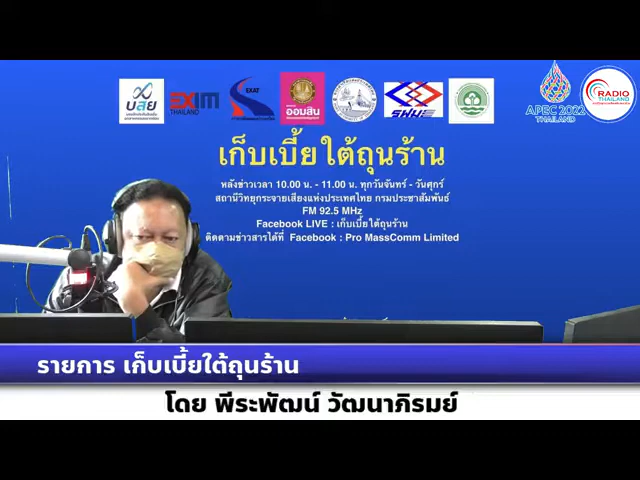 บสย
EXIM
THAILAND
EXAT
ออมสิน
รฟม
APEC 2022
THAILAND
RADIO
THAILAND
เก็บเบี้ยใต้ถุนร้าน
หลังข่าวเวลา 10.00 น. - 11.00 น. ทุกวันจันทร์ - วันศุกร์
สถานีวิทยุกระจายเสียงแห่งประเทศไทย กรมประชาสัมพันธ์
FM 92.5 MHz
Facebook LIVE : เก็บเบี้ยใต้ถุนร้าน
ติดตามข่าวสารได้ที่ Facebook : Pro MassComm Limited
รายการ เก็บเบี้ยใต้ถุนร้าน
โดย พีระพัฒน์ วัฒนาภิรมย์